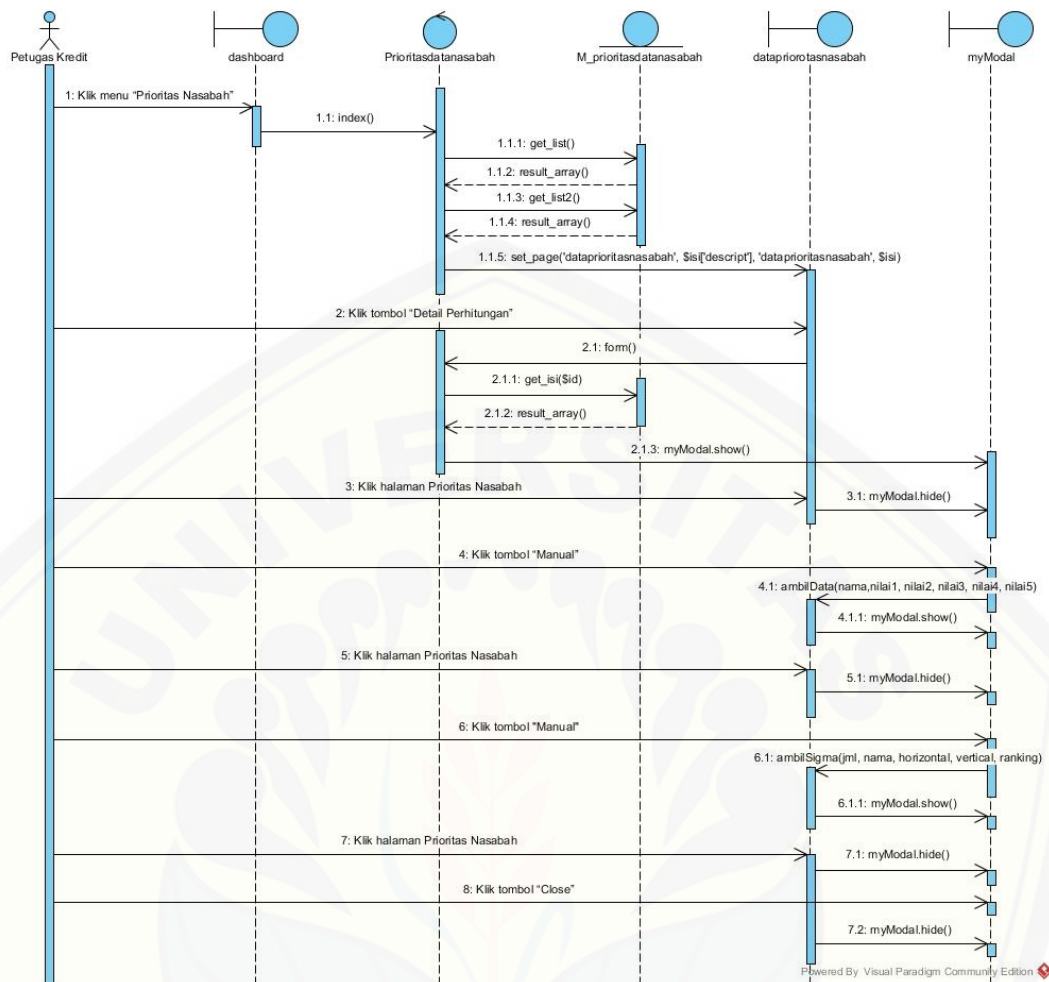 Petugas Kredit
dashboard
Prioritasdatanasabah
M_prioritasdatanasabah
datapriorotasnasabah
myModal
1: Klik menu “Prioritas Nasabah”
1.1: index()
1.1.1: get_list()
1.1.2: result_array()
1.1.3: get_list2()
1.1.4: result_array()
1.1.5: set_page('dataprioritasnasabah', $isi['descript'], 'dataprioritasnasabah', $isi)
2: Klik tombol “Detail Perhitungan”
2.1: form()
2.1.1: get_isi($id)
2.1.2: result_array()
2.1.3: myModal.show()
3: Klik halaman Prioritas Nasabah
3.1: myModal.hide()
4: Klik tombol “Manual”
4.1: ambilData(nama,nilai1, nilai2, nilai3, nilai4, nilai5)
4.1.1: myModal.show()
5: Klik halaman Prioritas Nasabah
5.1: myModal.hide()
6: Klik tombol "Manual"
6.1: ambilSigma(jml, nama, horizontal, vertical, ranking)
6.1.1: myModal.show()
7: Klik halaman Prioritas Nasabah
7.1: myModal.hide()
8: Klik tombol “Close”
7.2: myModal.hide()
UNIVERSITAS
Powered By Visual Paradigm Community Edition